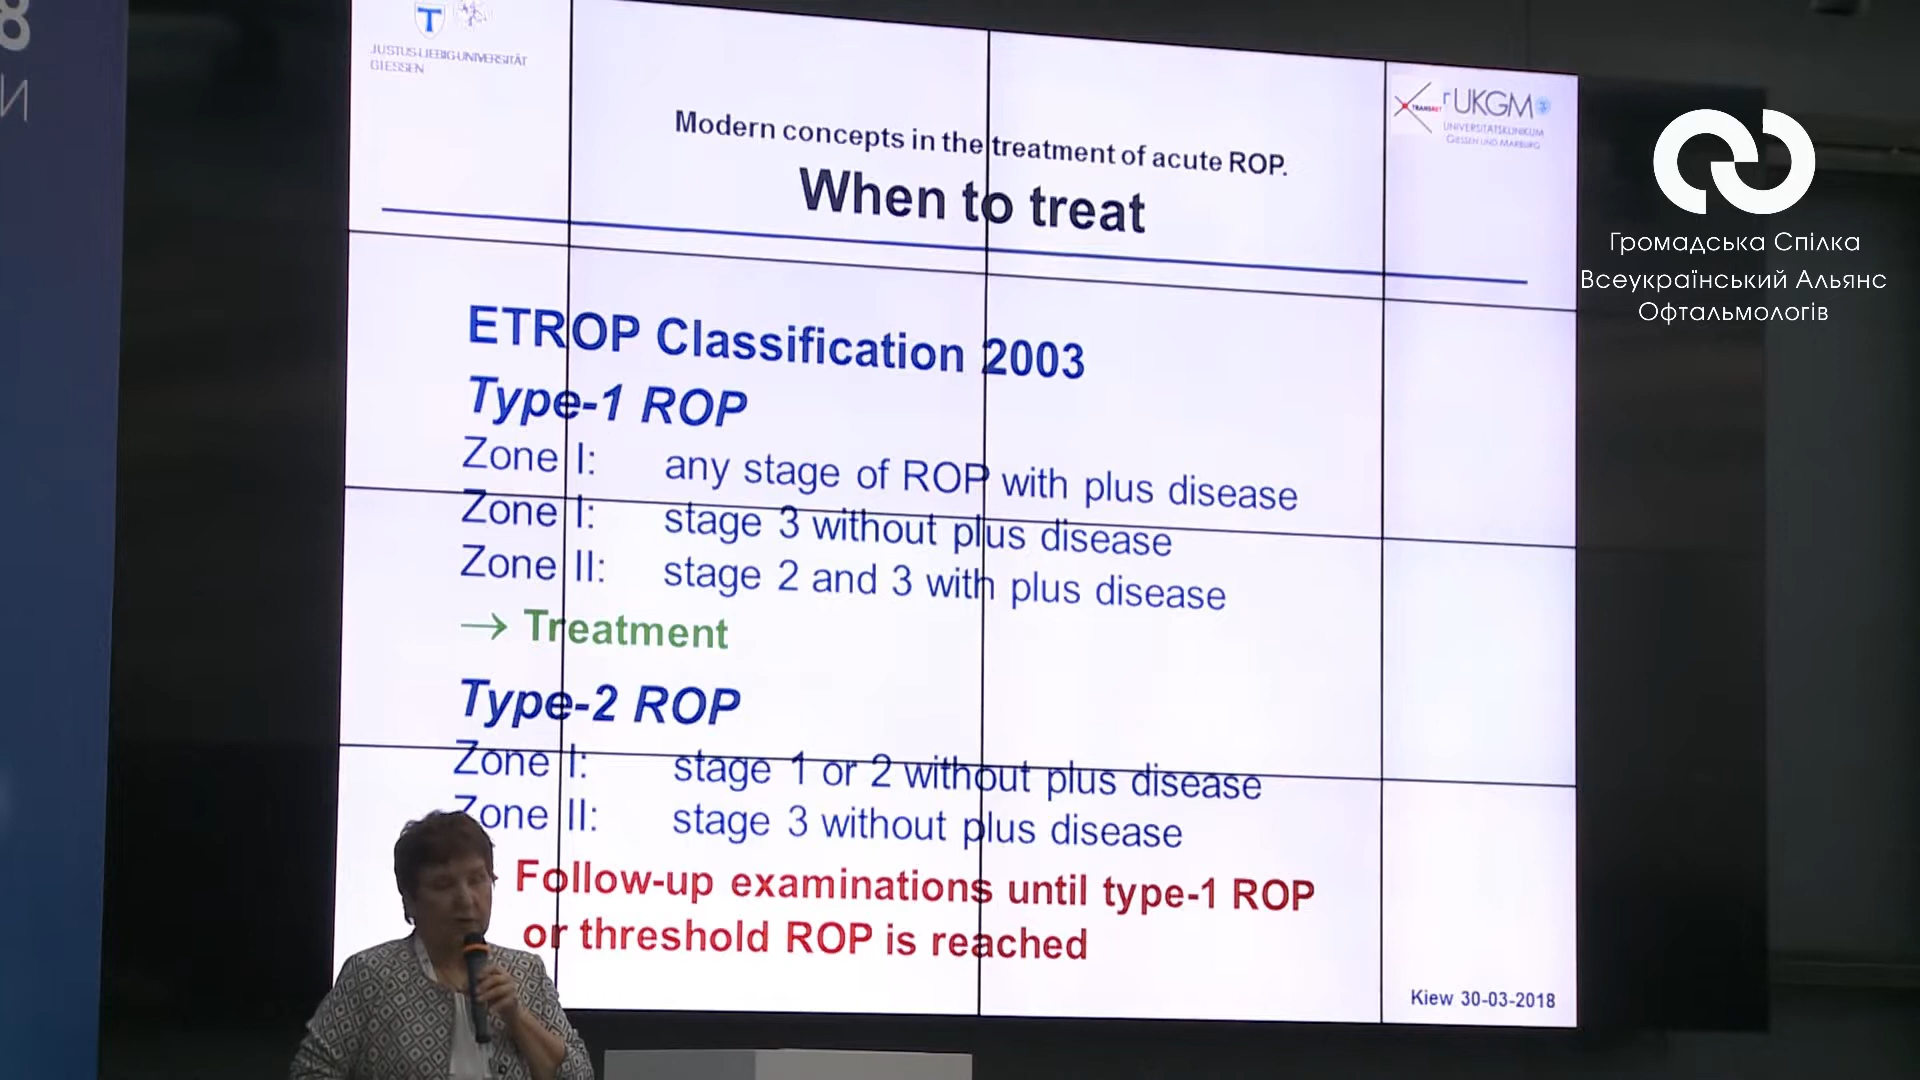 8
И
JUSTUS-LIEBIG-UNIVERSITÄT
GIESSEN
TRANSMIT
UKGM
UNIVERSITÄTSKLINIKUM
GIESSEN UND MARBURG
Громадська Спілка
Всеукраїнський Альянс
Офтальмологів
Modern concepts in the treatment of acute ROP.
When to treat
ETROP Classification 2003
Type-1 ROP
Zone I: any stage of ROP with plus disease
Zone I: stage 3 without plus disease
Zone II: stage 2 and 3 with plus disease
→ Treatment
Type-2 ROP
Zone I: stage 1 or 2 without plus disease
Zone II: stage 3 without plus disease
Follow-up examinations until type-1 ROP
or threshold ROP is reached
Kiew 30-03-2018